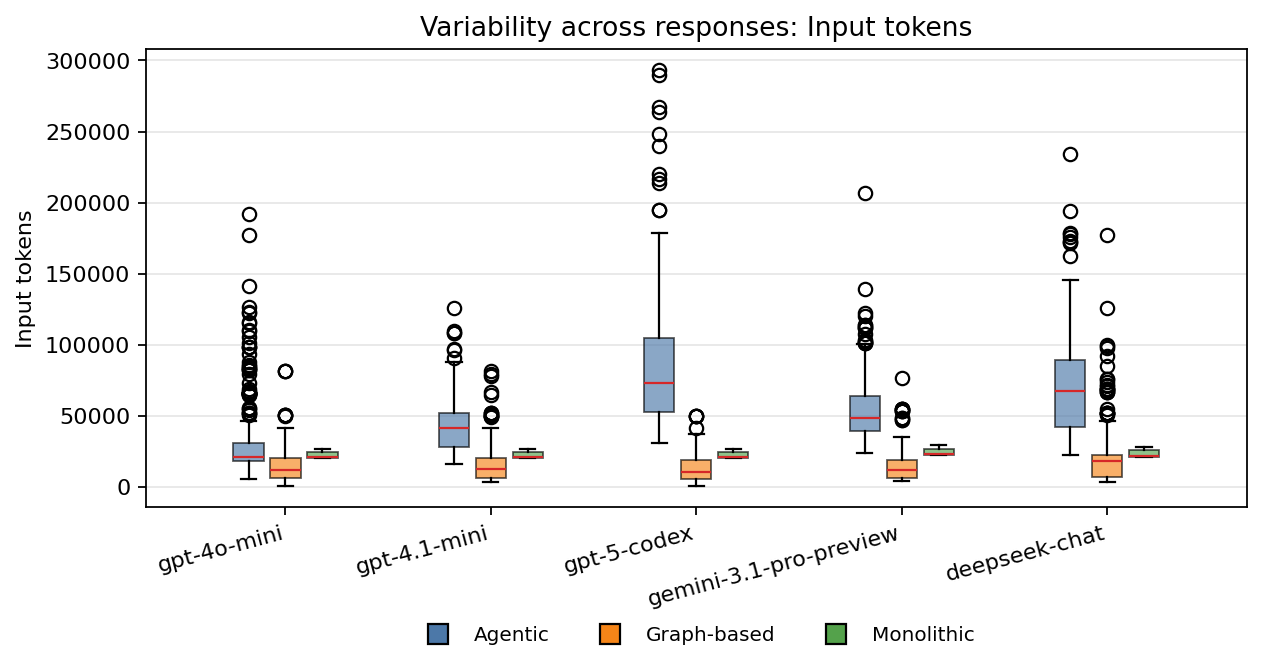 Variability across responses: Input tokens
Input tokens
300000
250000
200000
150000
100000
50000
0
gpt-4o-mini
gpt-4.1-mini
gpt-5-codex
gemini-3.1-pro-preview
deepseek-chat
Agentic
Graph-based
Monolithic